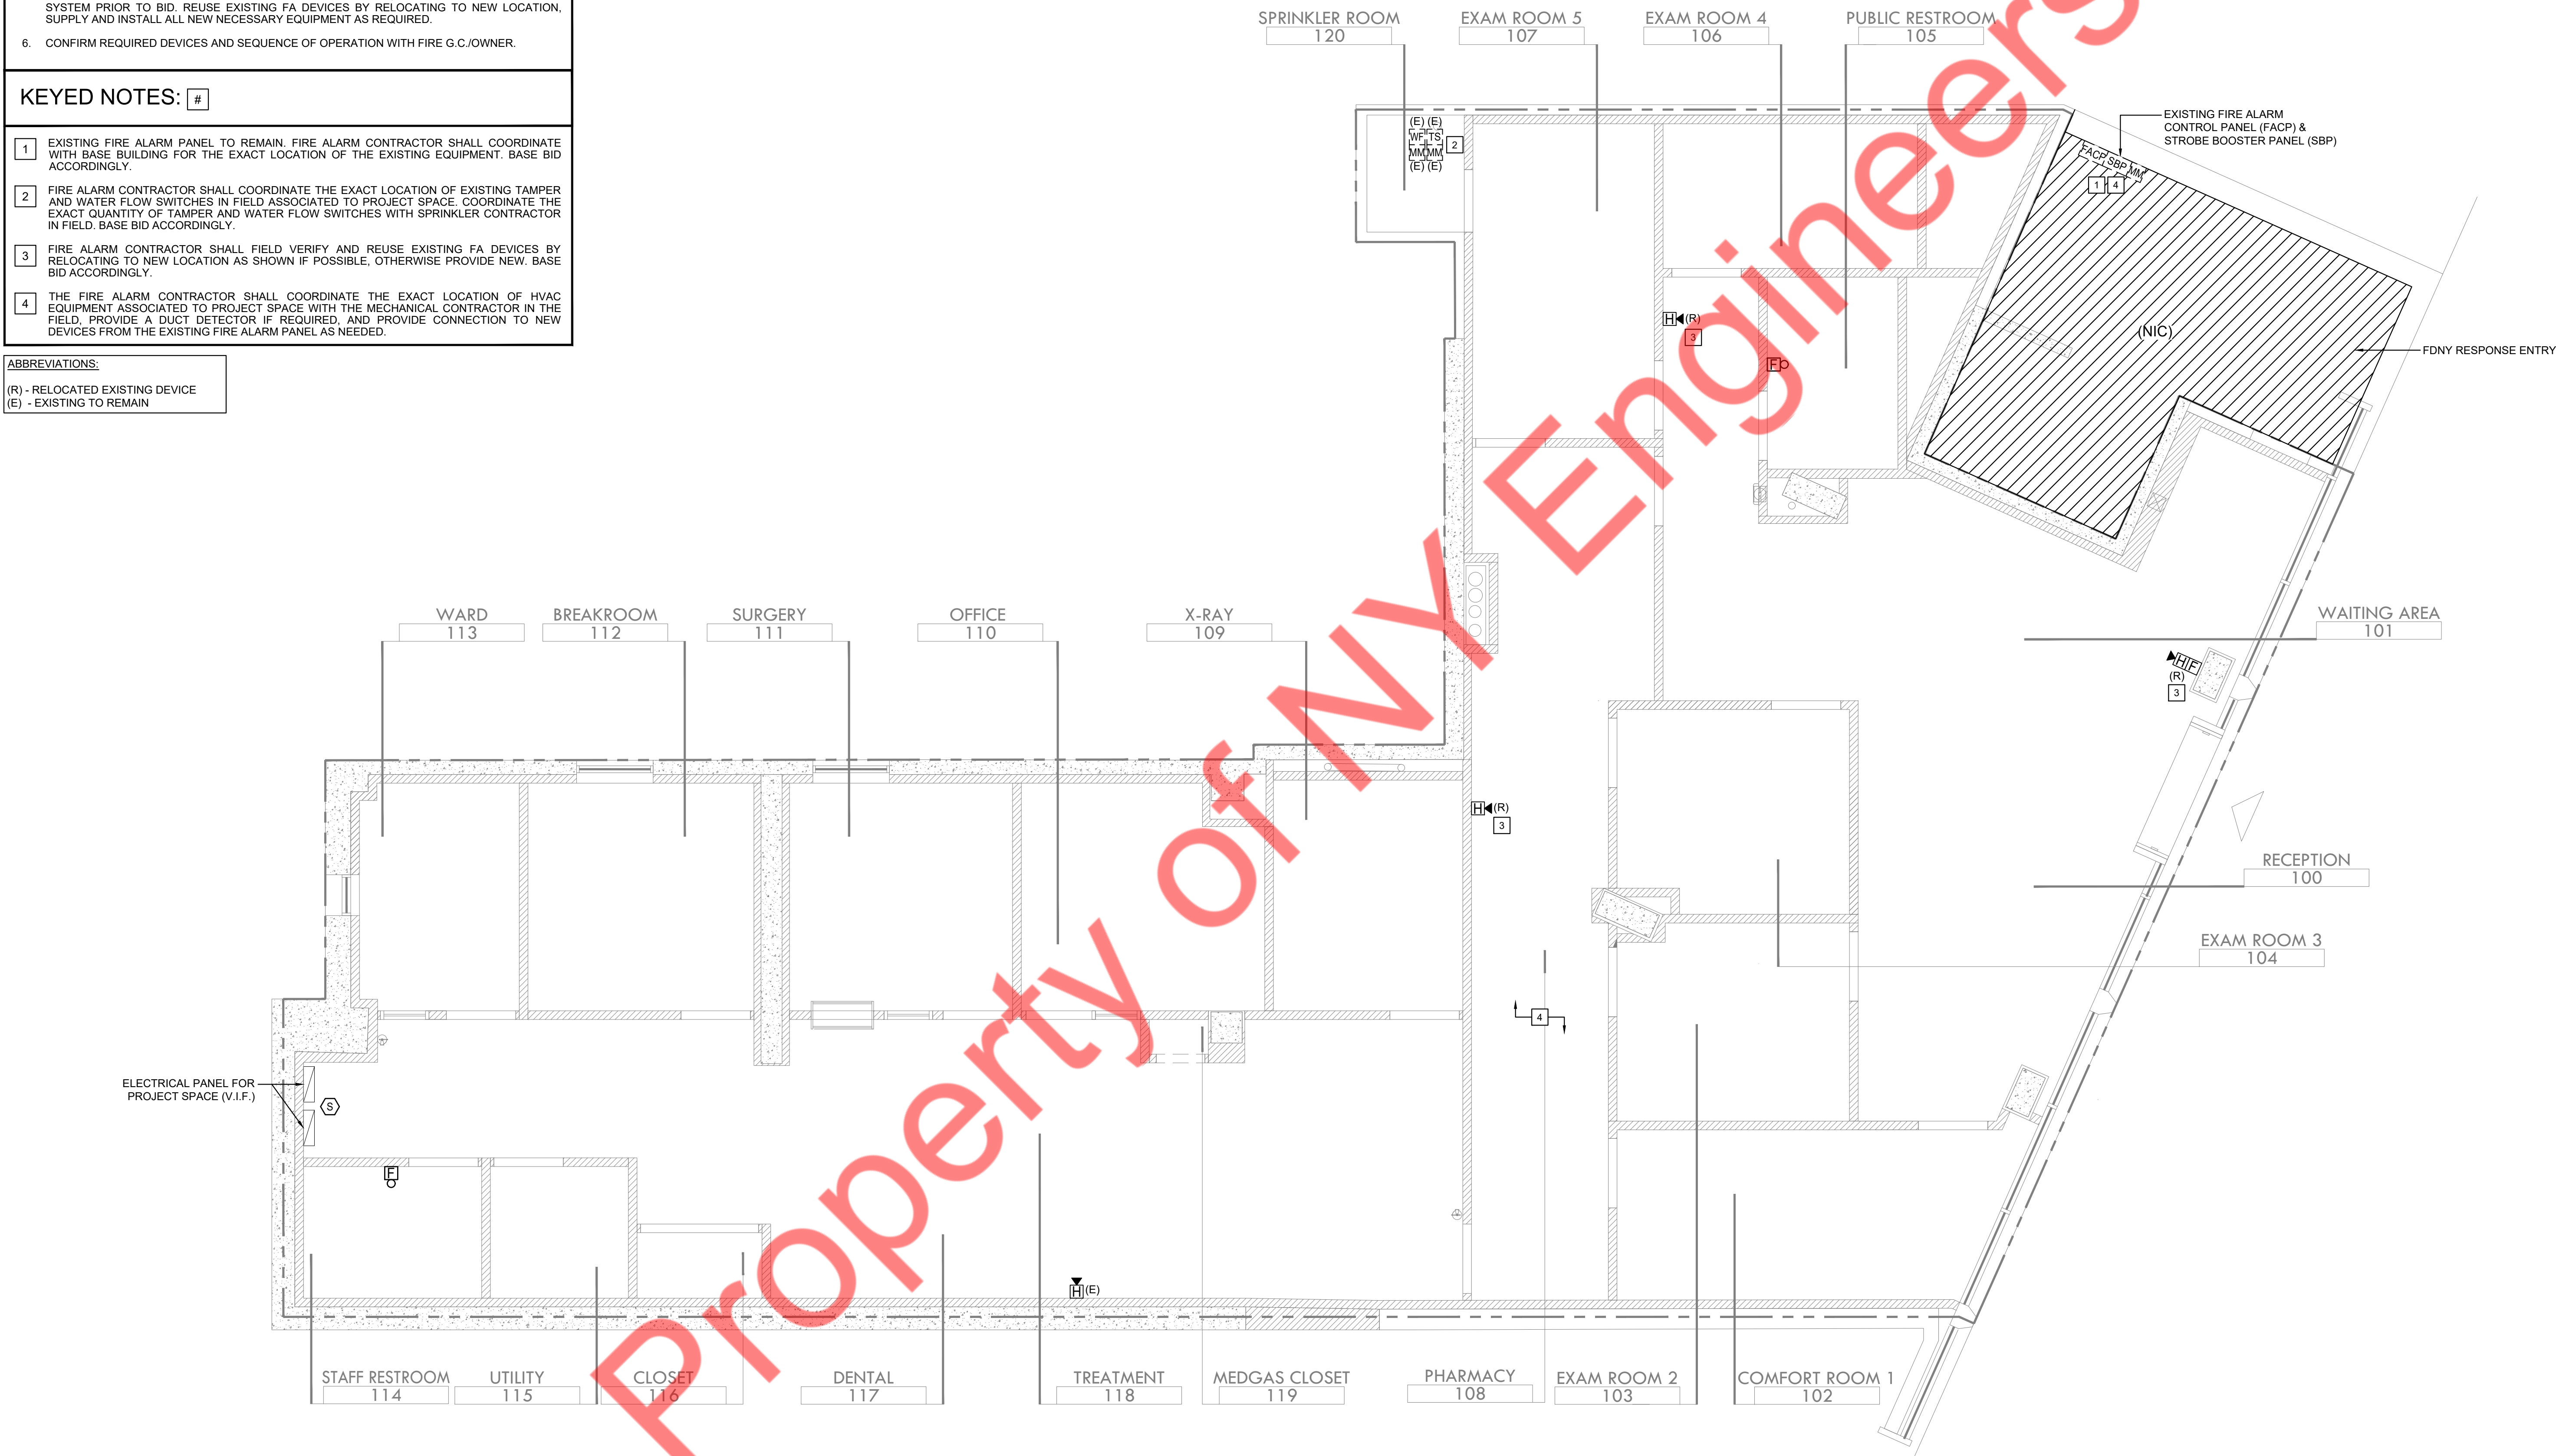 SYSTEM PRIOR TO BID. REUSE EXISTING FA DEVICES BY RELOCATING TO NEW LOCATION,
SUPPLY AND INSTALL ALL NEW NECESSARY EQUIPMENT AS REQUIRED.
6. CONFIRM REQUIRED DEVICES AND SEQUENCE OF OPERATION WITH FIRE G.C./OWNER.
KEYED NOTES: #
1 EXISTING FIRE ALARM PANEL TO REMAIN. FIRE ALARM CONTRACTOR SHALL COORDINATE
WITH BASE BUILDING FOR THE EXACT LOCATION OF THE EXISTING EQUIPMENT. BASE BID
ACCORDINGLY.
2 FIRE ALARM CONTRACTOR SHALL COORDINATE THE EXACT LOCATION OF EXISTING TAMPER
AND WATER FLOW SWITCHES IN FIELD ASSOCIATED TO PROJECT SPACE. COORDINATE THE
EXACT QUANTITY OF TAMPER AND WATER FLOW SWITCHES WITH SPRINKLER CONTRACTOR
IN FIELD. BASE BID ACCORDINGLY.
3 FIRE ALARM CONTRACTOR SHALL FIELD VERIFY AND REUSE EXISTING FA DEVICES BY
RELOCATING TO NEW LOCATION AS SHOWN IF POSSIBLE, OTHERWISE PROVIDE NEW. BASE
BID ACCORDINGLY.
4 THE FIRE ALARM CONTRACTOR SHALL COORDINATE THE EXACT LOCATION OF HVAC
EQUIPMENT ASSOCIATED TO PROJECT SPACE WITH THE MECHANICAL CONTRACTOR IN THE
FIELD, PROVIDE A DUCT DETECTOR IF REQUIRED, AND PROVIDE CONNECTION TO NEW
DEVICES FROM THE EXISTING FIRE ALARM PANEL AS NEEDED.
ABBREVIATIONS:
(R) - RELOCATED EXISTING DEVICE
(E) - EXISTING TO REMAIN
SPRINKLER ROOM
120
EXAM ROOM 5
107
EXAM ROOM 4
106
PUBLIC RESTROOM
105
(E) (E)
WF TS
2
MM MM
(E) (E)
EXISTING FIRE ALARM
CONTROL PANEL (FACP) &
STROBE BOOSTER PANEL (SBP)
FACP SBP MM
1 4
(NIC)
FDNY RESPONSE ENTRY
H (R)
3
F
WARD
113
BREAKROOM
112
SURGERY
111
OFFICE
110
X-RAY
109
WAITING AREA
101
H F
(R)
3
H (R)
3
RECEPTION
100
EXAM ROOM 3
104
4
ELECTRICAL PANEL FOR
PROJECT SPACE (V.I.F.)
S
F
H (E)
STAFF RESTROOM
114
UTILITY
115
CLOSET
116
DENTAL
117
TREATMENT
118
MEDGAS CLOSET
119
PHARMACY
108
EXAM ROOM 2
103
COMFORT ROOM 1
102
Property of NY Engineers